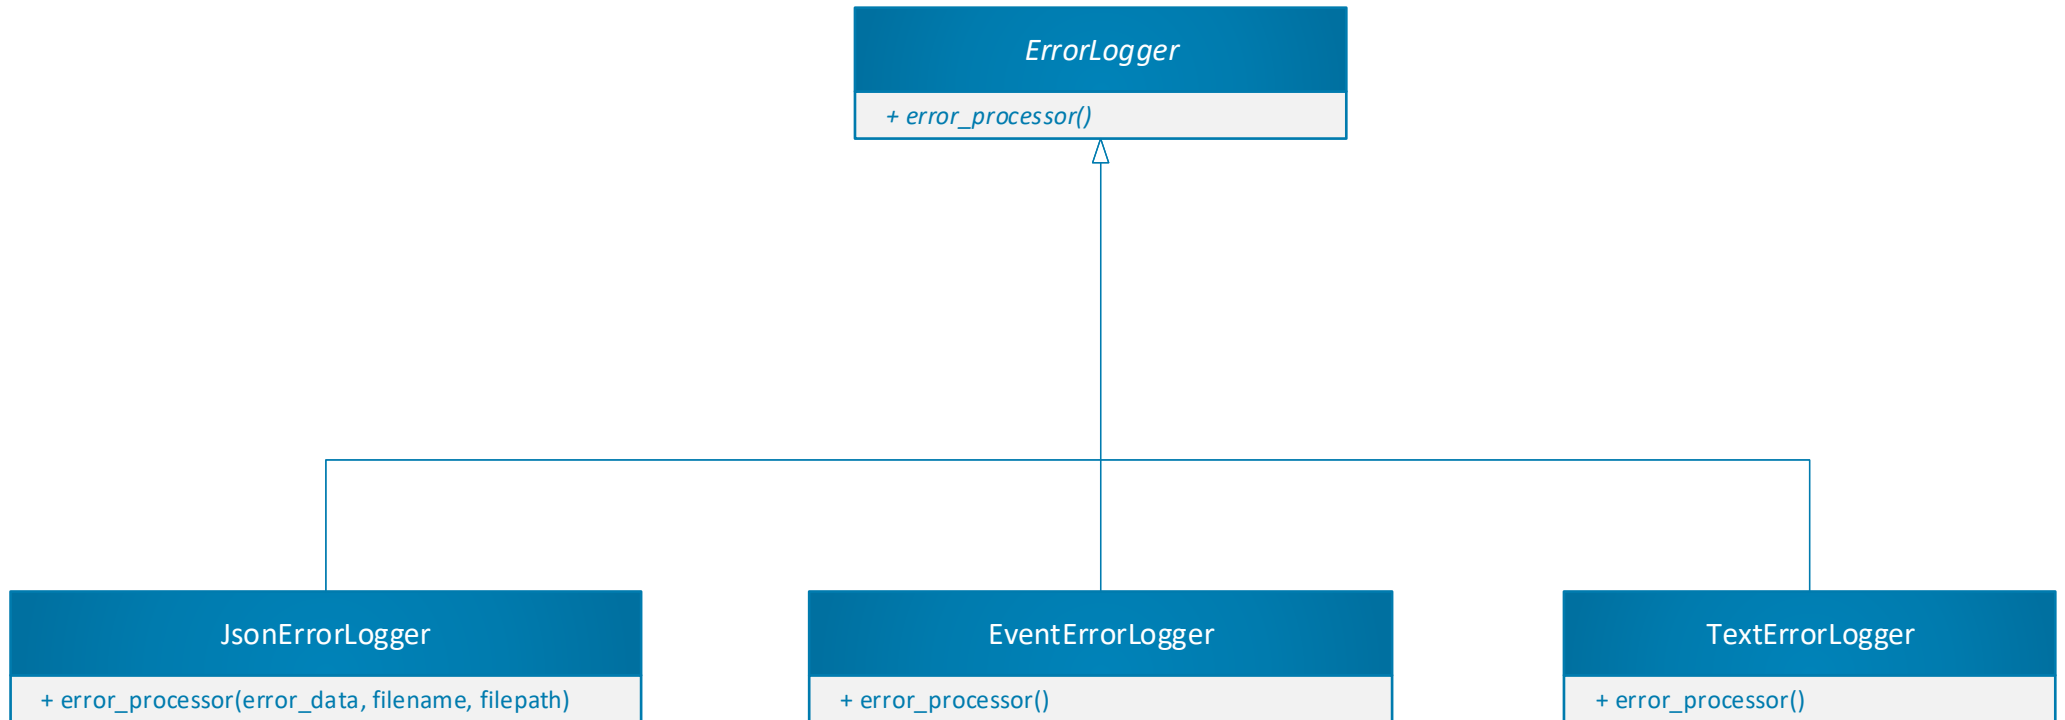 ErrorLogger
+ error_processor()
JsonErrorLogger
EventErrorLogger
TextErrorLogger
+ error_processor(error_data, filename, filepath)
+ error_processor()
+ error_processor()